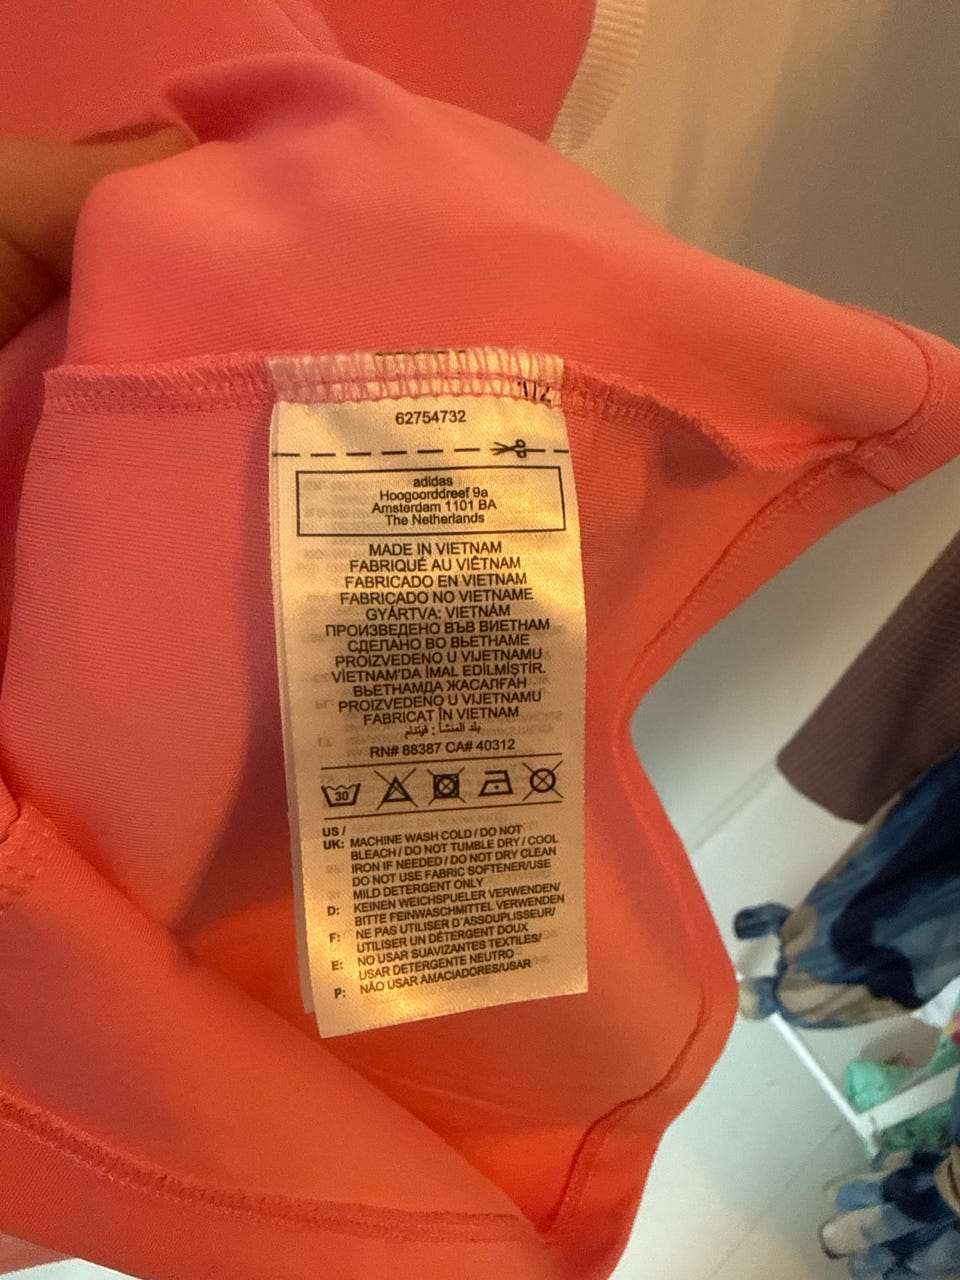 1/2
62754732
adidas
Hoogoorddreef 9a
Amsterdam 1101 BA
The Netherlands
MADE IN VIETNAM
FABRIQUÉ AU VIÊTNAM
FABRICADO EN VIETNAM
FABRICADO NO VIETNAME
GYÁRTVA: VIETNÁM
ПРОИЗВЕДЕНО ВЪВ ВИЕТНАМ
СДЕЛАНО ВО ВЬЕТНАМЕ
PROIZVEDENO U VIJETNAMU
VİETNAM'DA İMAL EDİLMİŞTİR.
ВЬЕТНАМДА ЖАСАЛҒАН
PROIZVEDENO U VIJETNAMU
FABRICAT ÎN VIETNAM
بلد المنشأ : فيتنام
RN# 88387 CA# 40312
30
US /
UK: MACHINE WASH COLD / DO NOT
BLEACH / DO NOT TUMBLE DRY / COOL
IRON IF NEEDED / DO NOT DRY CLEAN
DO NOT USE FABRIC SOFTENER/USE
MILD DETERGENT ONLY
D: KEINEN WEICHSPUELER VERWENDEN/
BITTE FEINWASCHMITTEL VERWENDEN
F: NE PAS UTILISER D'ASSOUPLISSEUR/
UTILISER UN DÉTERGENT DOUX
E: NO USAR SUAVIZANTES TEXTILES/
USAR DETERGENTE NEUTRO
P: NÃO USAR AMACIADORES/USAR